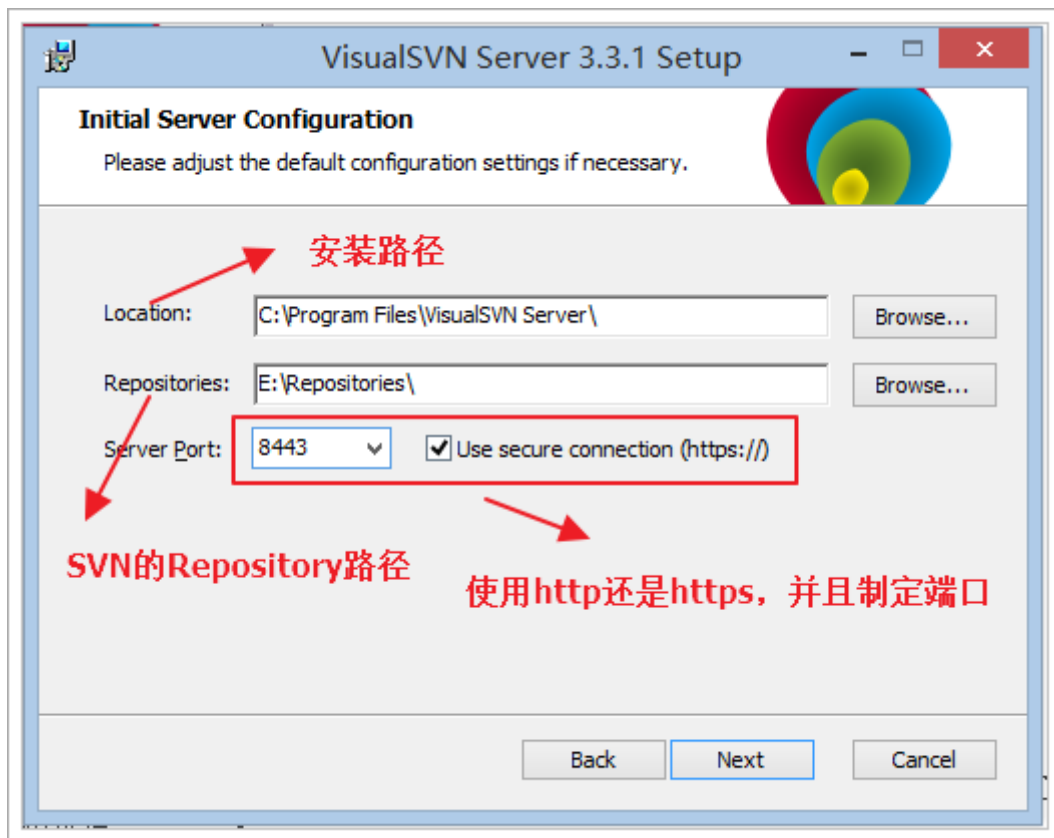 VisualSVN Server 3.3.1 Setup
Initial Server Configuration
Please adjust the default configuration settings if necessary.
安装路径
Location: C:\Program Files\VisualSVN Server\ Browse...
Repositories: E:\Repositories\ Browse...
Server Port: 8443 Use secure connection (https://)
SVN的Repository路径
使用http还是https，并且制定端口
Back Next Cancel